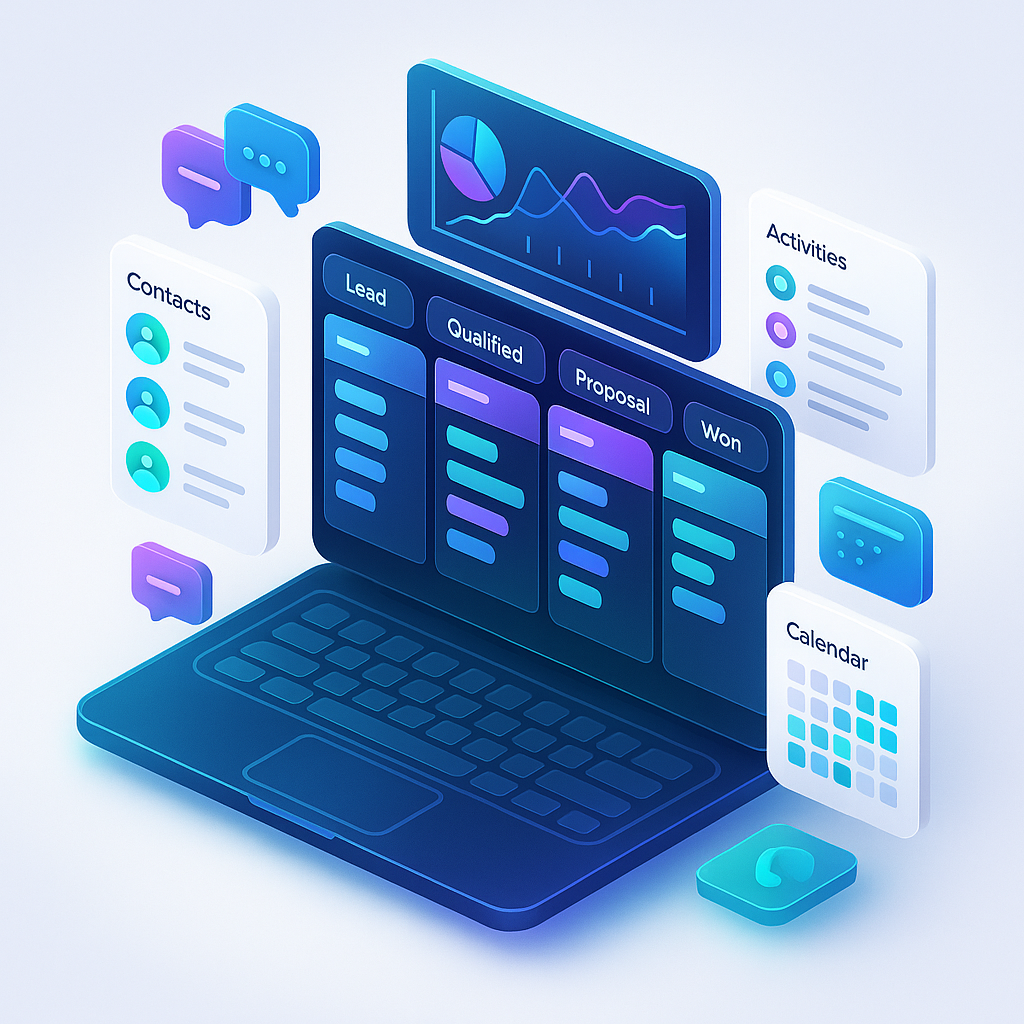 Contacts
Lead
Qualified
Proposal
Won
Activities
Calendar